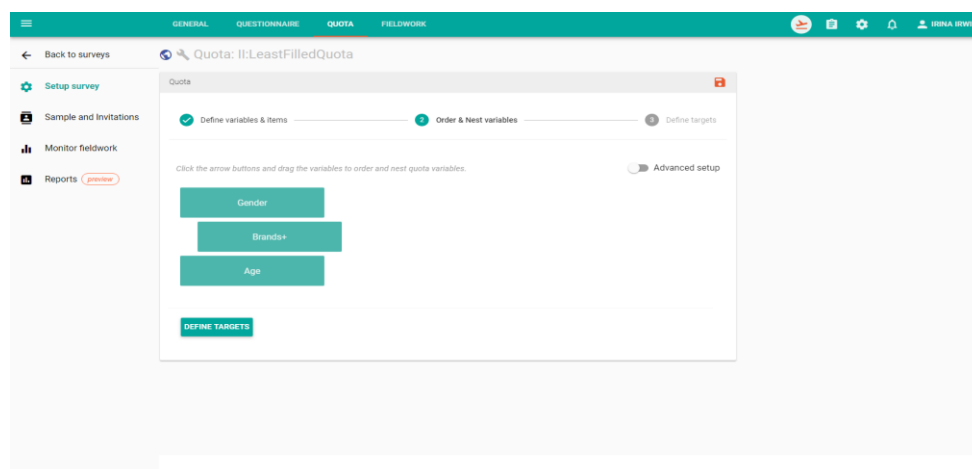 GENERAL QUESTIONNAIRE QUOTA FIELDWORK IRINA IRWI
Back to surveys
Quota: II:LeastFilledQuota
Setup survey
Quota
Sample and Invitations
Define variables & Items 2 Order & Nest variables 3 Define targets
Monitor fieldwork
Click the arrow buttons and drag the variables to order and nest quota variables. Advanced setup
Reports preview
Gender
Brands+
Age
DEFINE TARGETS